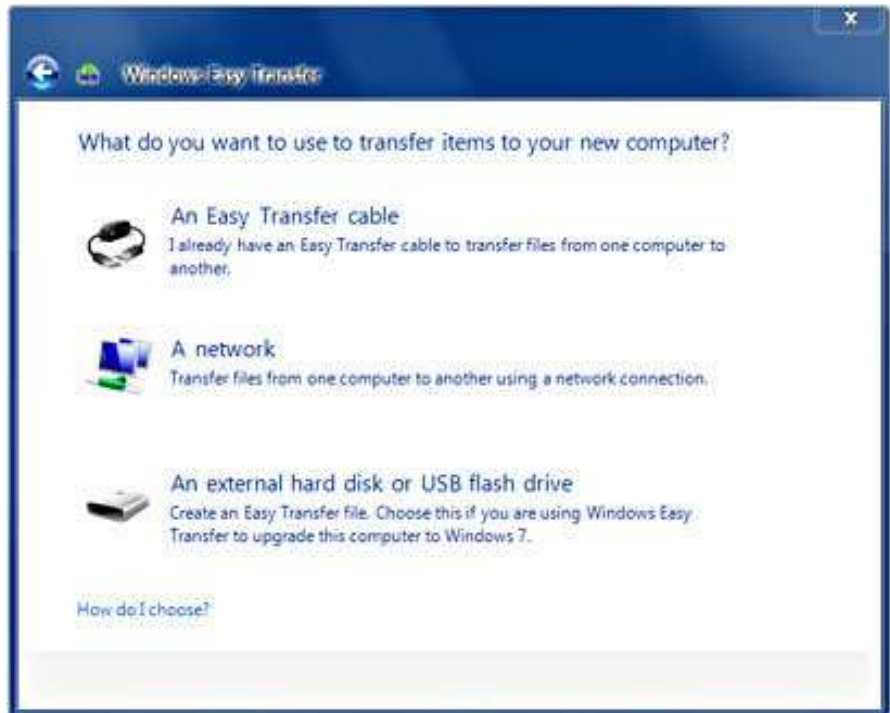 Windows Easy Transfer
What do you want to use to transfer items to your new computer?
An Easy Transfer cable
I already have an Easy Transfer cable to transfer files from one computer to
another.
A network
Transfer files from one computer to another using a network connection.
An external hard disk or USB flash drive
Create an Easy Transfer file. Choose this if you are using Windows Easy
Transfer to upgrade this computer to Windows 7.
How do I choose?